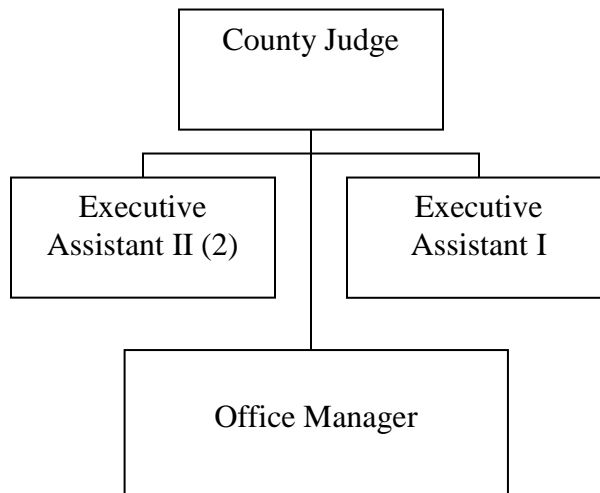 County Judge
Executive
Assistant II (2)
Executive
Assistant I
Office Manager